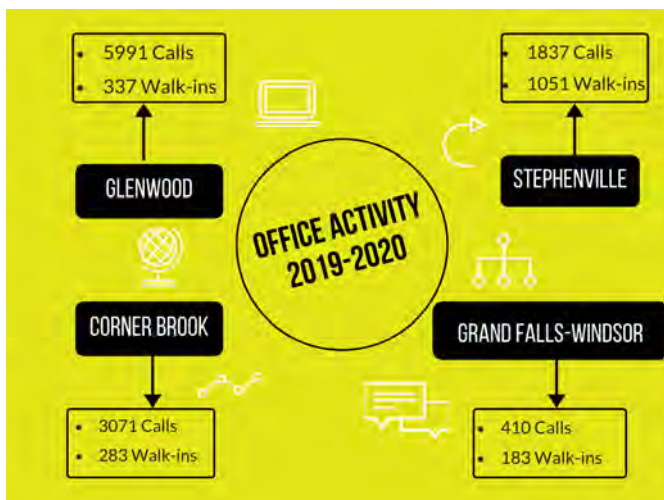 5991 Calls
337 Walk-ins
1837 Calls
1051 Walk-ins
GLENWOOD
STEPHENVILLE
OFFICE ACTIVITY
2019-2020
CORNER BROOK
GRAND FALLS-WINDSOR
3071 Calls
283 Walk-ins
410 Calls
183 Walk-ins